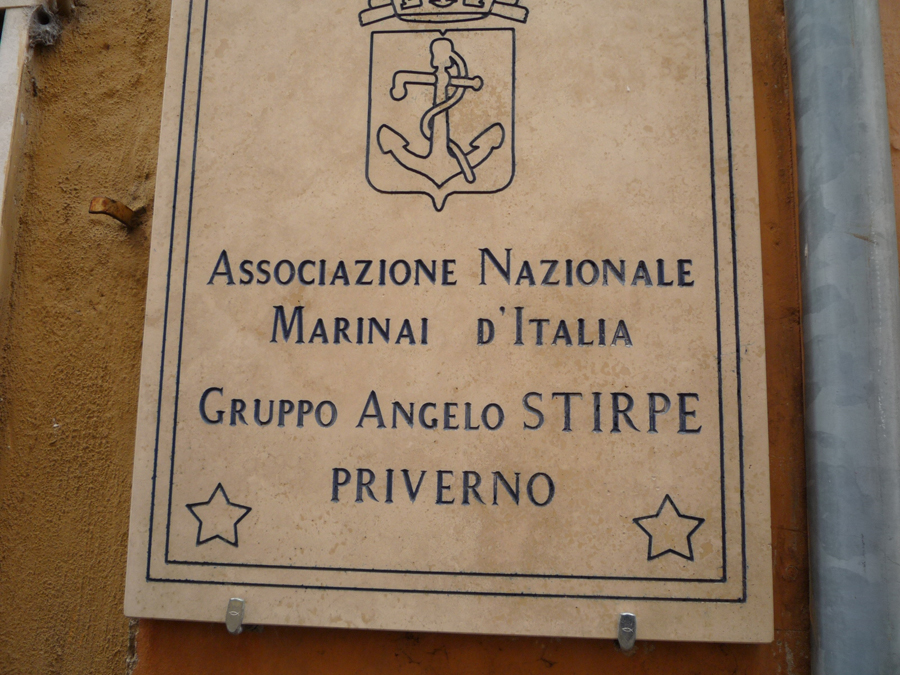 ASSOCIAZIONE NAZIONALE
MARINAI D'ITALIA
GRUPPO ANGELO STIRPE
PRIVERNO